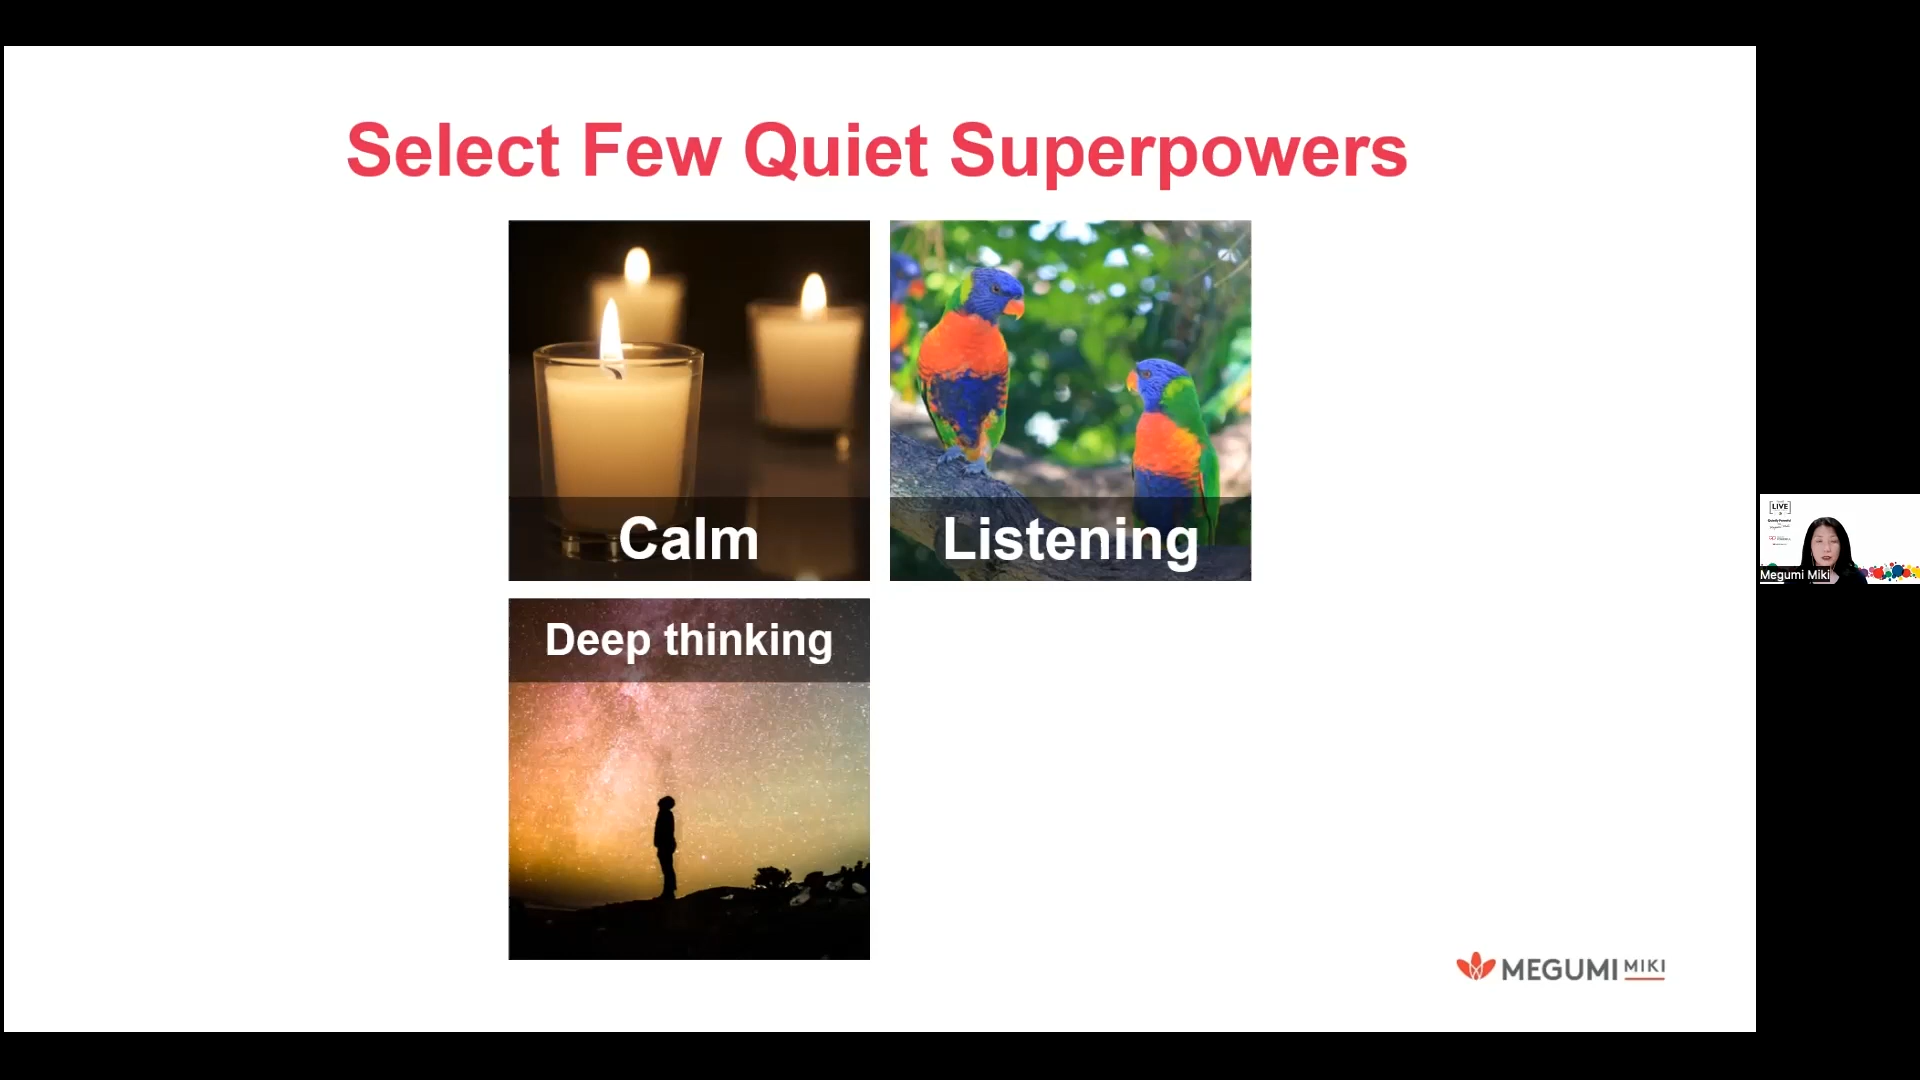 Select Few Quiet Superpowers
Calm
Listening
Deep thinking
MEGUMI MIKI
[LIVE]
Megumi Miki